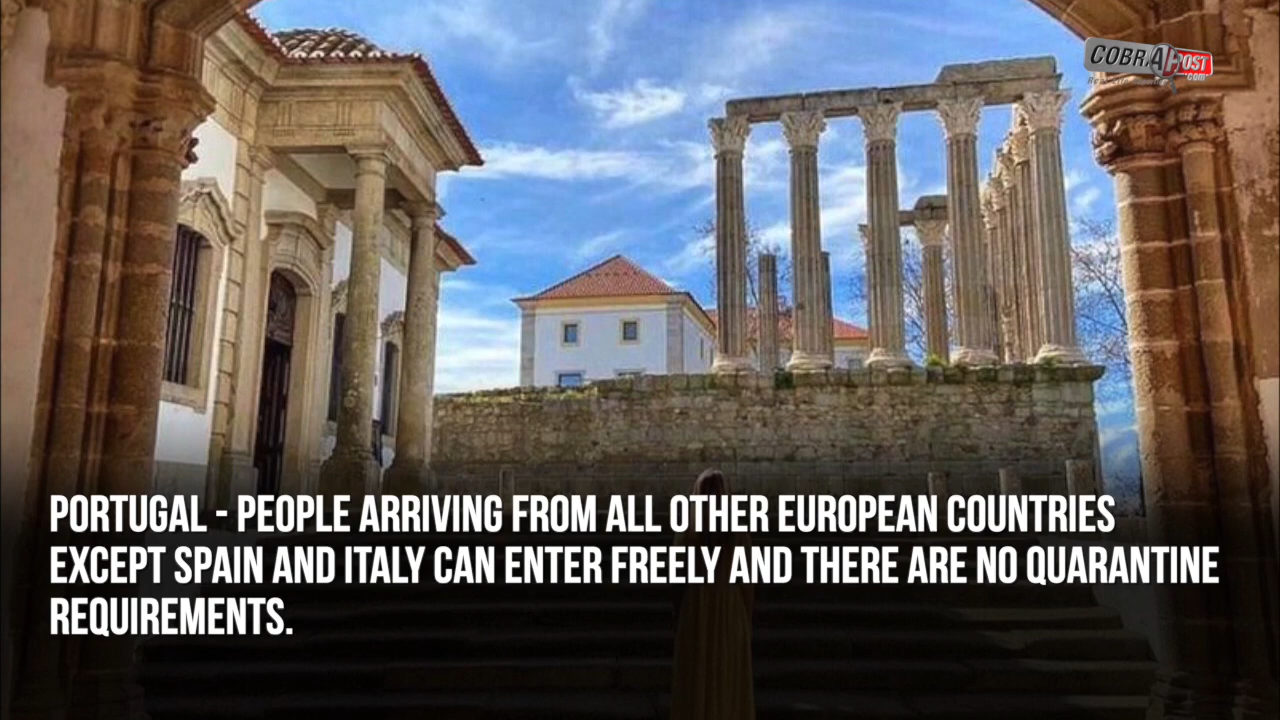 COBRAPOST
.com
PORTUGAL - PEOPLE ARRIVING FROM ALL OTHER EUROPEAN COUNTRIES
EXCEPT SPAIN AND ITALY CAN ENTER FREELY AND THERE ARE NO QUARANTINE
REQUIREMENTS.